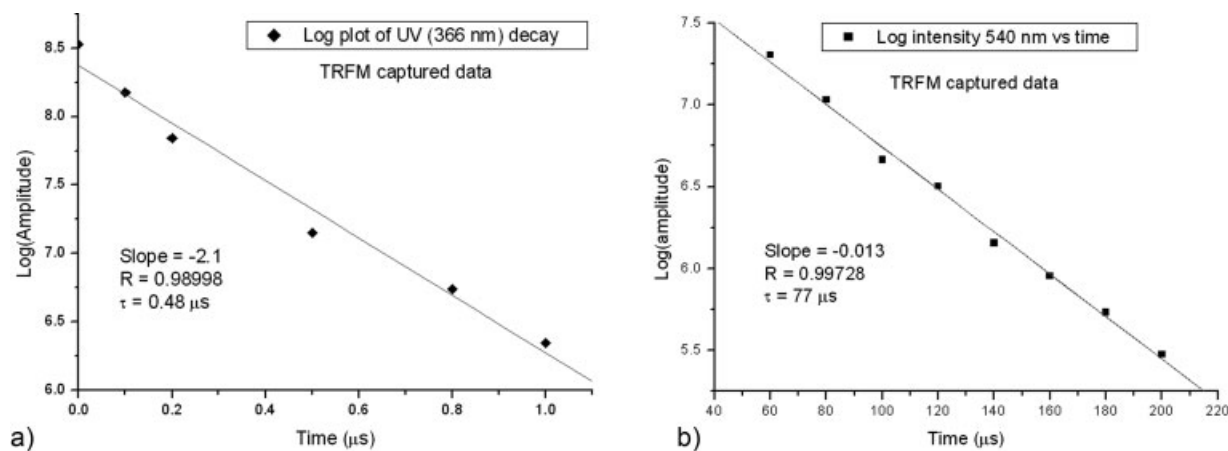 Log plot of UV (366 nm) decay
TRFM captured data
8.5
8.0
7.5
7.0
6.5
6.0
Log(Amplitude)
Slope = -2.1
R = 0.98998
τ = 0.48 μs
0.0 0.2 0.4 0.6 0.8 1.0
Time (μs)
a)
Log intensity 540 nm vs time
TRFM captured data
7.5
7.0
6.5
6.0
5.5
Log(amplitude)
Slope = -0.013
R = 0.99728
τ = 77 μs
40 60 80 100 120 140 160 180 200 220
Time (μs)
b)